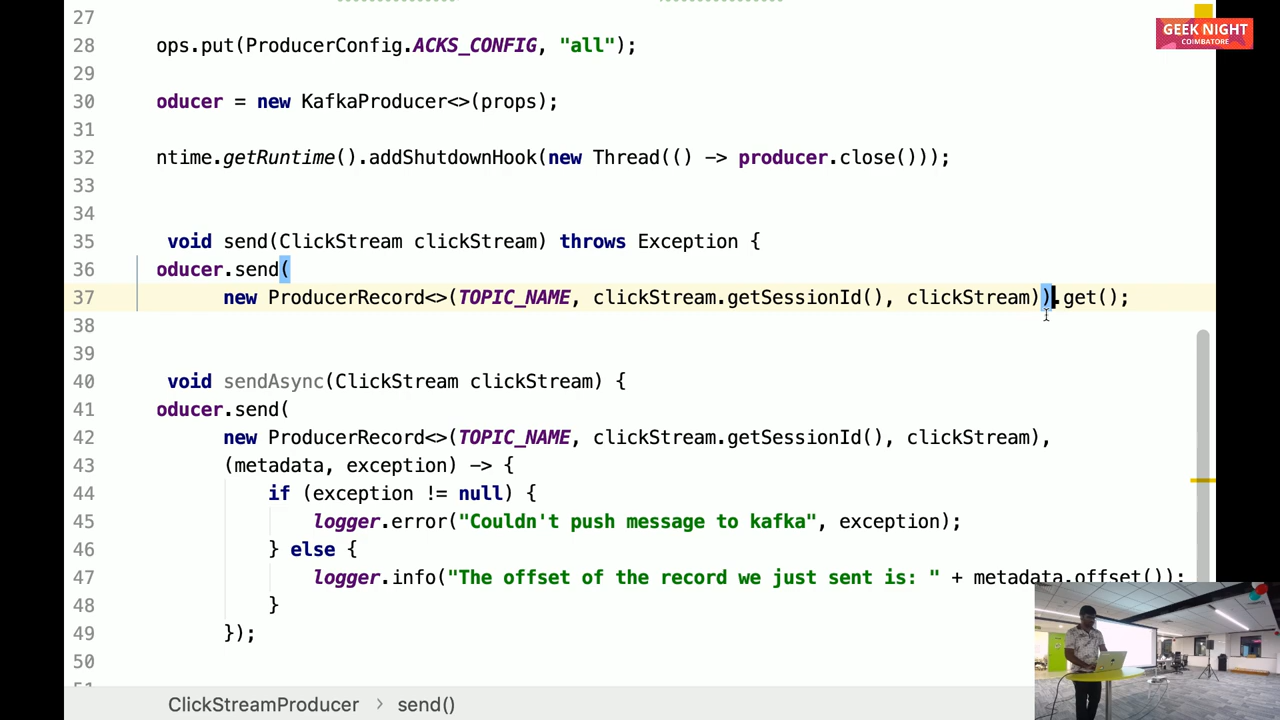 27
28 ops.put(ProducerConfig.ACKS_CONFIG, "all");
29
30 oducer = new KafkaProducer<>(props);
31
32 ntime.getRuntime().addShutdownHook(new Thread(() -> producer.close()));
33
34
35 void send(ClickStream clickStream) throws Exception {
36 oducer.send(
37 new ProducerRecord<>(TOPIC_NAME, clickStream.getSessionId(), clickStream)).get();
38
39
40 void sendAsync(ClickStream clickStream) {
41 oducer.send(
42 new ProducerRecord<>(TOPIC_NAME, clickStream.getSessionId(), clickStream),
43 (metadata, exception) -> {
44 if (exception != null) {
45 logger.error("Couldn't push message to kafka", exception);
46 } else {
47 logger.info("The offset of the record we just sent is: " + metadata.offset());
48 }
49 });
50
ClickStreamProducer > send()
GEEK NIGHT
COIMBATORE